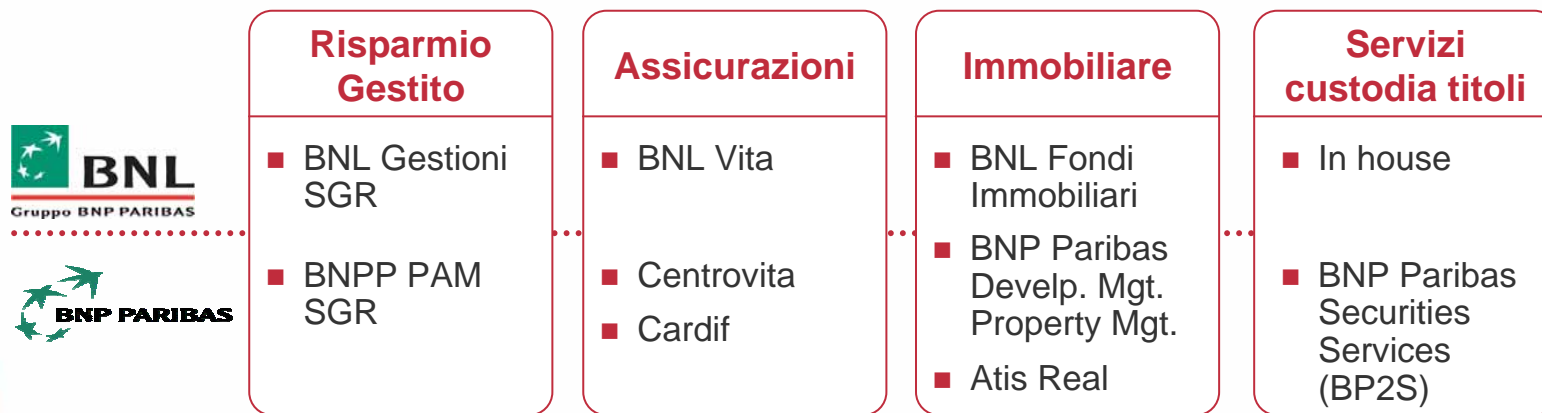 Risparmio
Gestito
Assicurazioni
Immobiliare
Servizi
custodia titoli
BNL
Gruppo BNP PARIBAS
■ BNL Gestioni
SGR
■ BNL Vita
■ BNL Fondi
Immobiliari
■ In house
BNP PARIBAS
■ BNPP PAM
SGR
■ Centrovita
■ Cardif
■ BNP Paribas
Develp. Mgt.
Property Mgt.
■ Atis Real
■ BNP Paribas
Securities
Services
(BP2S)